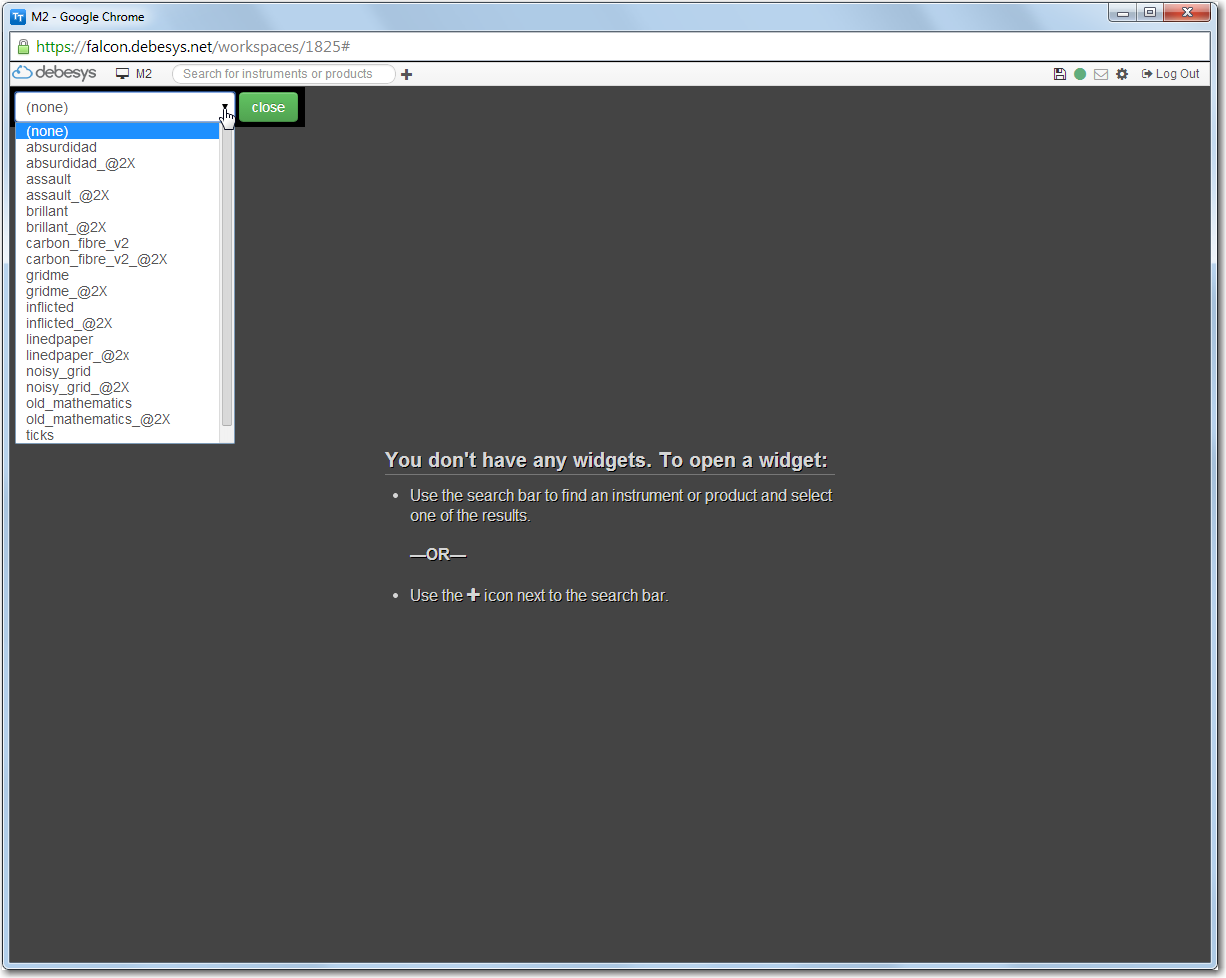 M2 - Google Chrome
https://falcon.debesys.net/workspaces/1825#
debesys M2 Search for instruments or products Log Out
(none) close
(none)
absurdidad
absurdidad_@2X
assault
assault_@2X
brillant
brillant_@2X
carbon_fibre_v2
carbon_fibre_v2_@2X
gridme
gridme_@2X
inflicted
inflicted_@2X
linedpaper
linedpaper_@2x
noisy_grid
noisy_grid_@2X
old_mathematics
old_mathematics_@2X
ticks
You don't have any widgets. To open a widget:
• Use the search bar to find an instrument or product and select
one of the results.
—OR—
• Use the + icon next to the search bar.